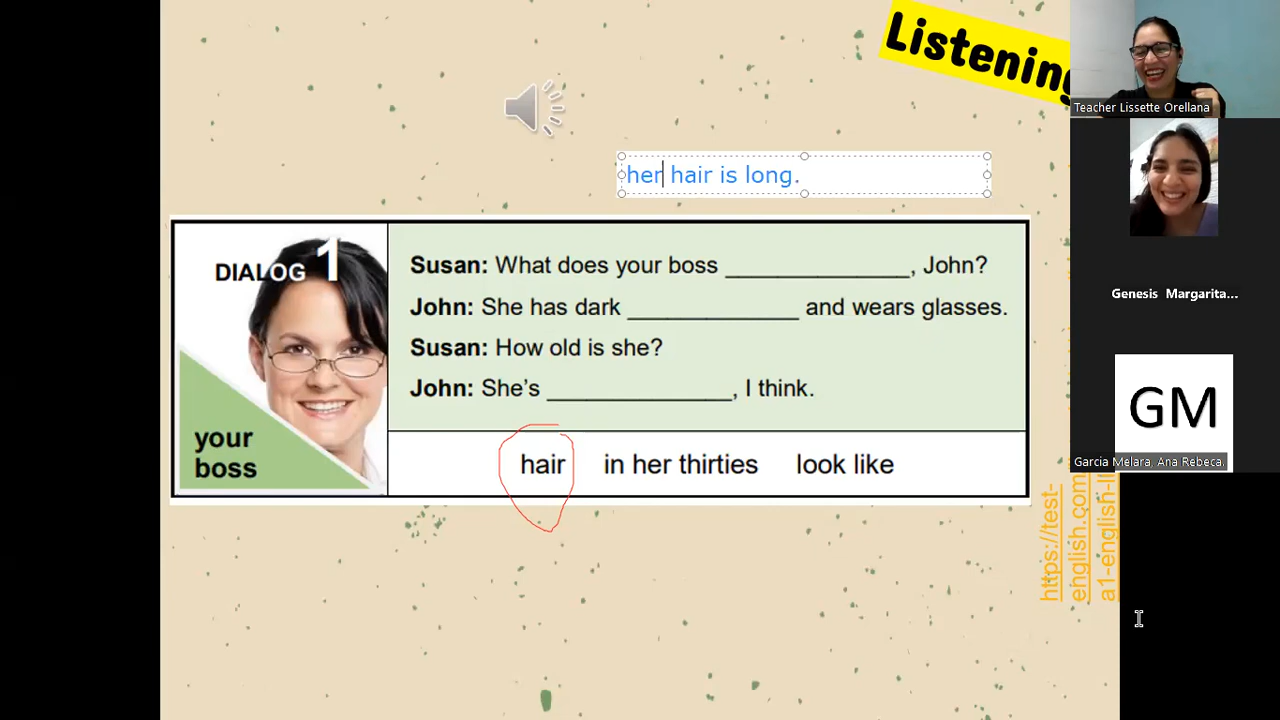 Listening
Teacher Lissette Orellana
her hair is long.
DIALOG 1
Susan: What does your boss _______________, John?
John: She has dark ______________ and wears glasses.
Susan: How old is she?
John: She's _______________, I think.
your
boss
hair in her thirties look like
Genesis Margarita...
GM
Garcia Melara, Ana Rebeca.
https://test-
english.com
a1-english-li